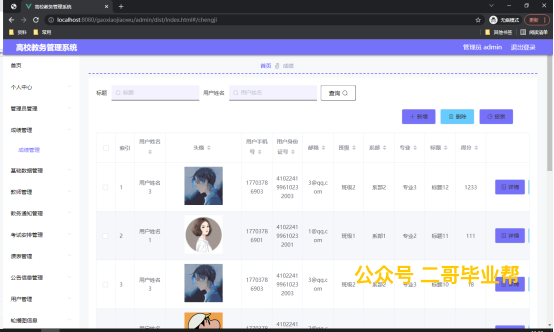 高校教务管理系统
localhost:8080/gaoxiaojiaowu/admin/dist/index.html#/chengji
无痕模式
更新
资料
常用
其他书签
阅读清单
高校教务管理系统
管理员 admin
退出登录
首页
个人中心
管理员管理
成绩管理
成绩管理
基础数据管理
教师管理
教务通知管理
考试安排管理
课表管理
公告信息管理
用户管理
轮播图信息
首页
成绩
标题
标题
用户姓名
用户姓名
查询
新增
删除
报表
索引 用户姓名 头像 用户手机号 用户身份证号 邮箱 班级 系部 专业 标题 得分
1 用户姓名3 17703786903 410224199610232003 3@qq.com 班级2 系部2 专业3 标题12 1233 详情
2 用户姓名1 17703786901 410224199610232001 1@qq.com 班级1 系部1 专业2 标题11 111 详情
3 用户姓名3 17703786903 410224199610232003 3@qq.com 班级2 系部2 专业3 标题10 详情
公众号 二哥毕业帮